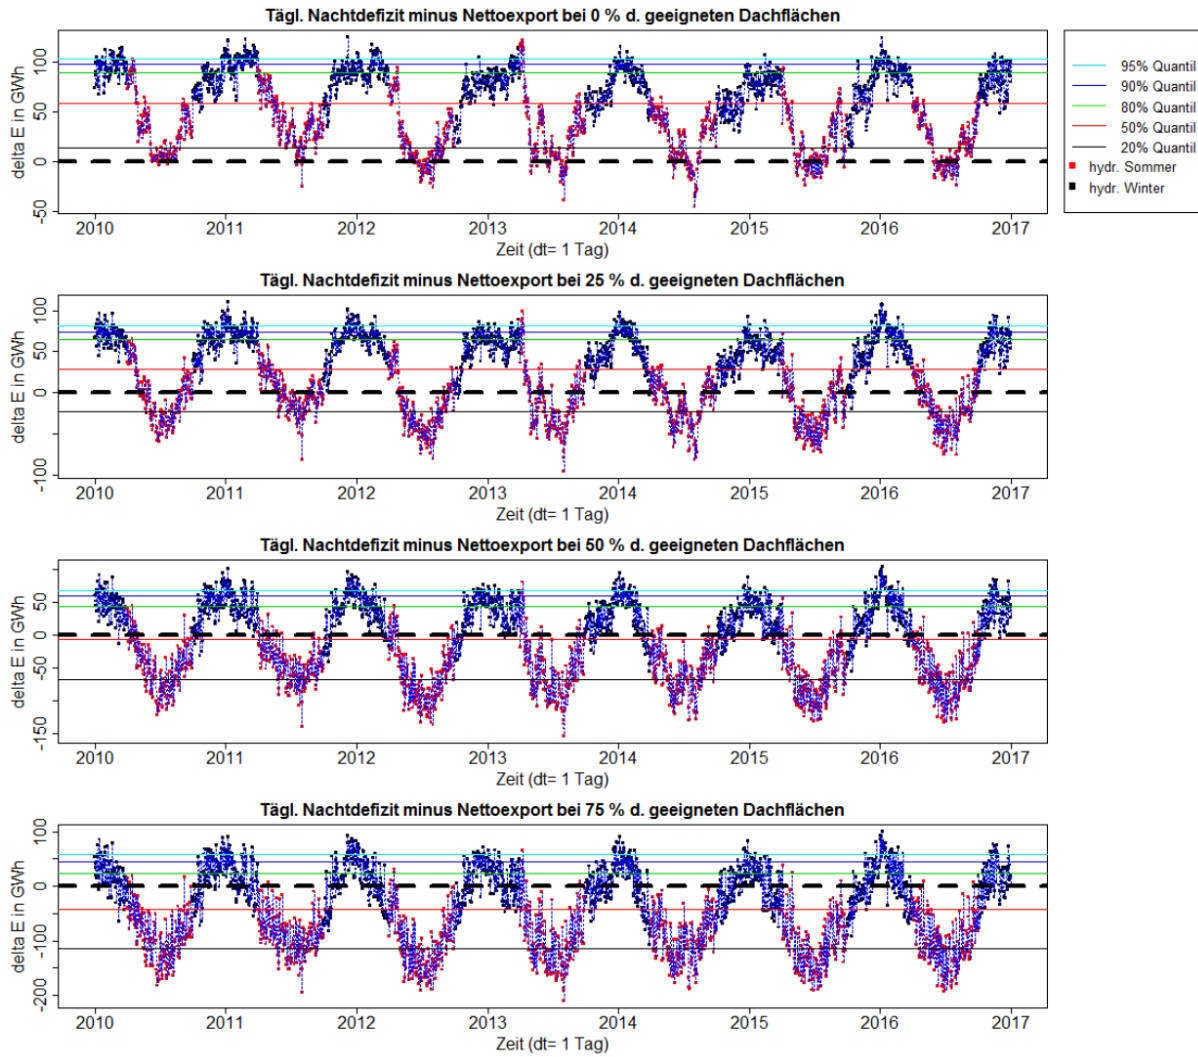 Tägl. Nachtdefizit minus Nettoexport bei 0 % d. geeigneten Dachflächen
delta E in GWh
100
50
0
-50
2010 2011 2012 2013 2014 2015 2016 2017
Zeit (dt= 1 Tag)
95% Quantil
90% Quantil
80% Quantil
50% Quantil
20% Quantil
hydr. Sommer
hydr. Winter
Tägl. Nachtdefizit minus Nettoexport bei 25 % d. geeigneten Dachflächen
delta E in GWh
100
50
0
-100
2010 2011 2012 2013 2014 2015 2016 2017
Zeit (dt= 1 Tag)
Tägl. Nachtdefizit minus Nettoexport bei 50 % d. geeigneten Dachflächen
delta E in GWh
50
0
-50
-150
2010 2011 2012 2013 2014 2015 2016 2017
Zeit (dt= 1 Tag)
Tägl. Nachtdefizit minus Nettoexport bei 75 % d. geeigneten Dachflächen
delta E in GWh
100
0
-100
-200
2010 2011 2012 2013 2014 2015 2016 2017
Zeit (dt= 1 Tag)